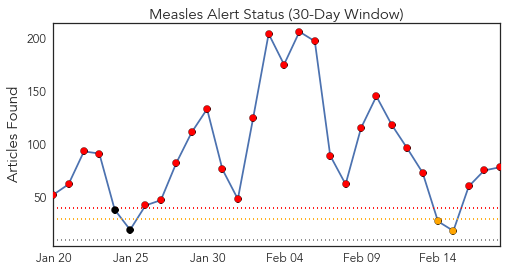 Measles Alert Status (30-Day Window)
Articles Found
200
150
100
50
Jan 20 Jan 25 Jan 30 Feb 04 Feb 09 Feb 14